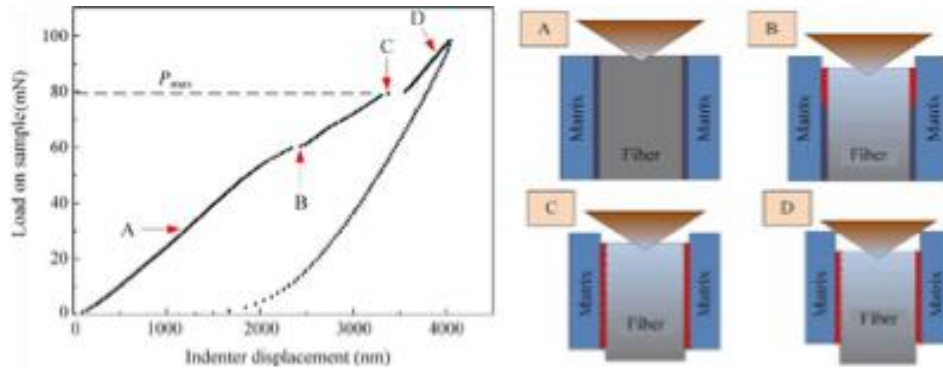 100
80
60
40
20
0
Load on sample(mN)
P
D
C
B
A
0
1000
2000
3000
4000
Indenter displacement (nm)
A
Matrix
Fiber
Matrix
B
Matrix
Fiber
Matrix
C
Matrix
Fiber
Matrix
D
Matrix
Fiber
Matrix